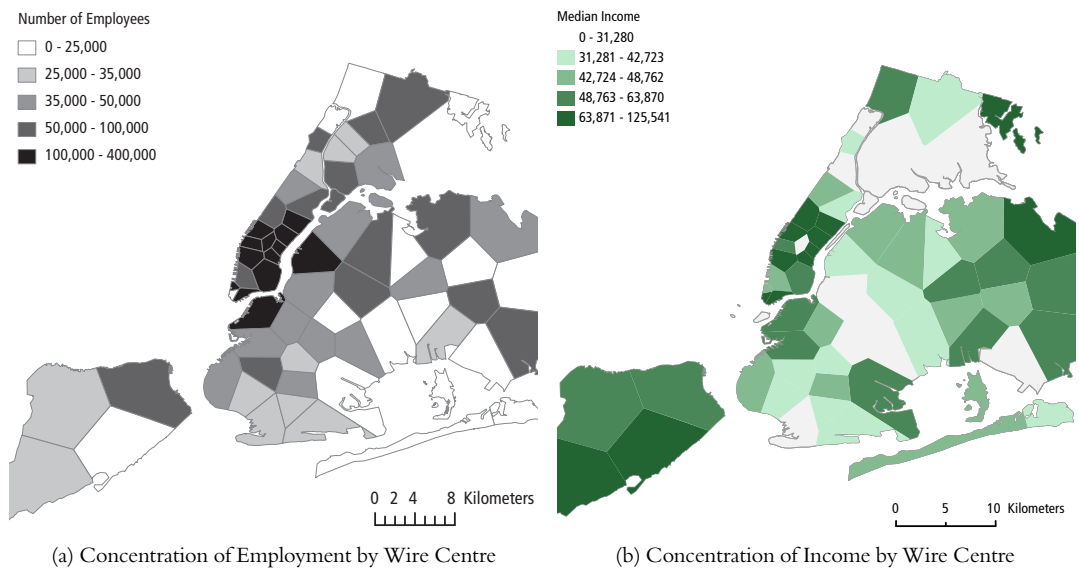 Number of Employees
0 - 25,000
25,000 - 35,000
35,000 - 50,000
50,000 - 100,000
100,000 - 400,000
0 2 4 8 Kilometers
(a) Concentration of Employment by Wire Centre
Median Income
0 - 31,280
31,281 - 42,723
42,724 - 48,762
48,763 - 63,870
63,871 - 125,541
0 5 10 Kilometers
(b) Concentration of Income by Wire Centre